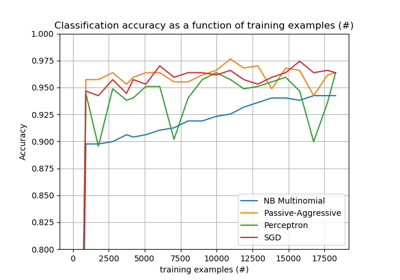 Classification accuracy as a function of training examples (#)
1.000
0.975
0.950
0.925
0.900
0.875
0.850
0.825
0.800
Accuracy
NB Multinomial
Passive-Aggressive
Perceptron
SGD
0 2500 5000 7500 10000 12500 15000 17500
training examples (#)